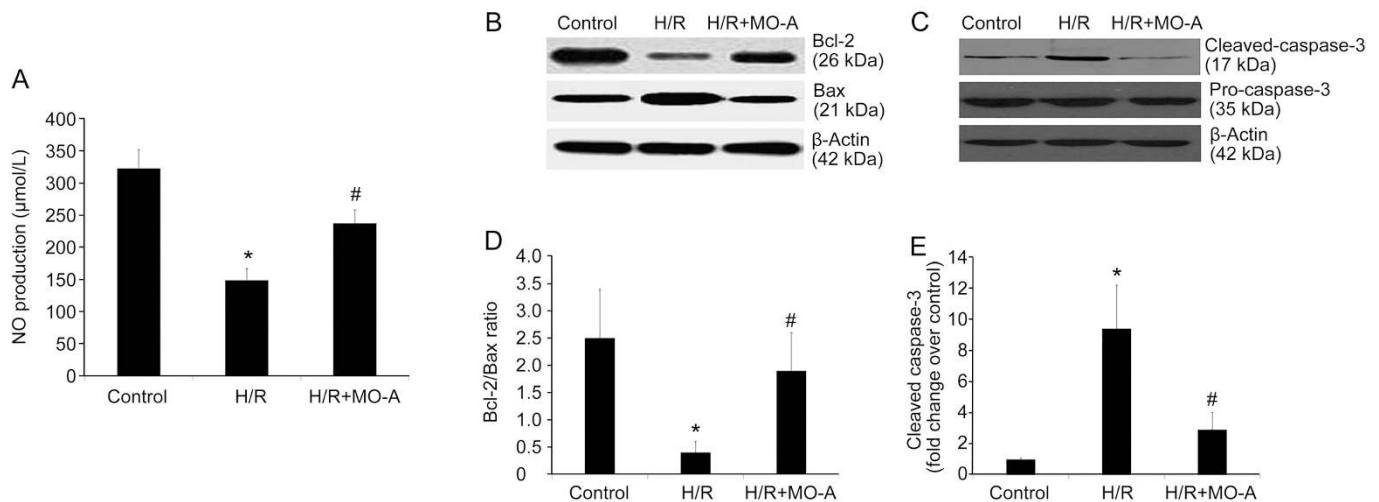 A
NO production (µmol/L)
400
350
300
250
200
150
100
50
0
*
#
Control H/R H/R+MO-A
B
Control H/R H/R+MO-A
Bcl-2
(26 kDa)
Bax
(21 kDa)
β-Actin
(42 kDa)
C
Control H/R H/R+MO-A
Cleaved-caspase-3
(17 kDa)
Pro-caspase-3
(35 kDa)
β-Actin
(42 kDa)
D
Bcl-2/Bax ratio
4.0
3.5
3.0
2.5
2.0
1.5
1.0
0.5
0
*
#
Control H/R H/R+MO-A
E
Cleaved caspase-3
(fold change over control)
14
12
10
8
6
4
2
0
*
#
Control H/R H/R+MO-A